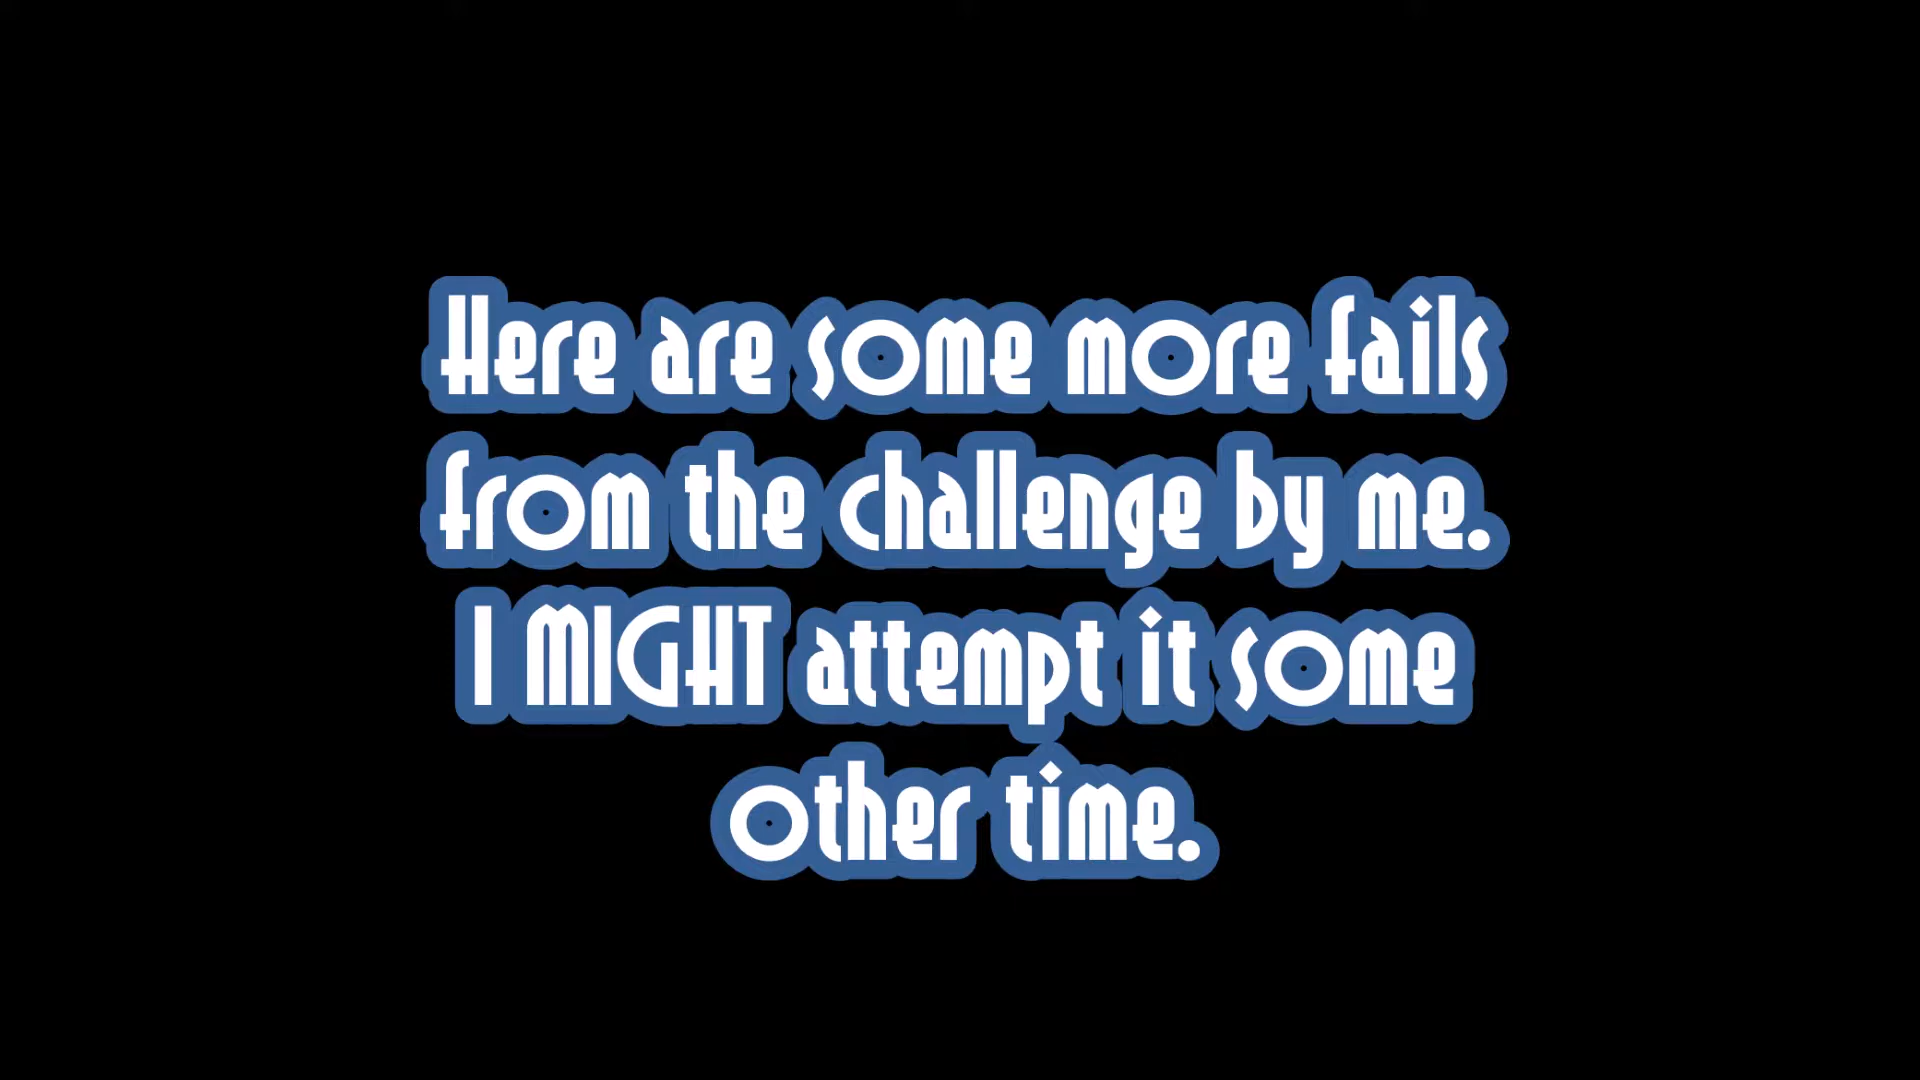 Here are some more fails
from the challenge by me.
I MIGHT attempt it some
other time.